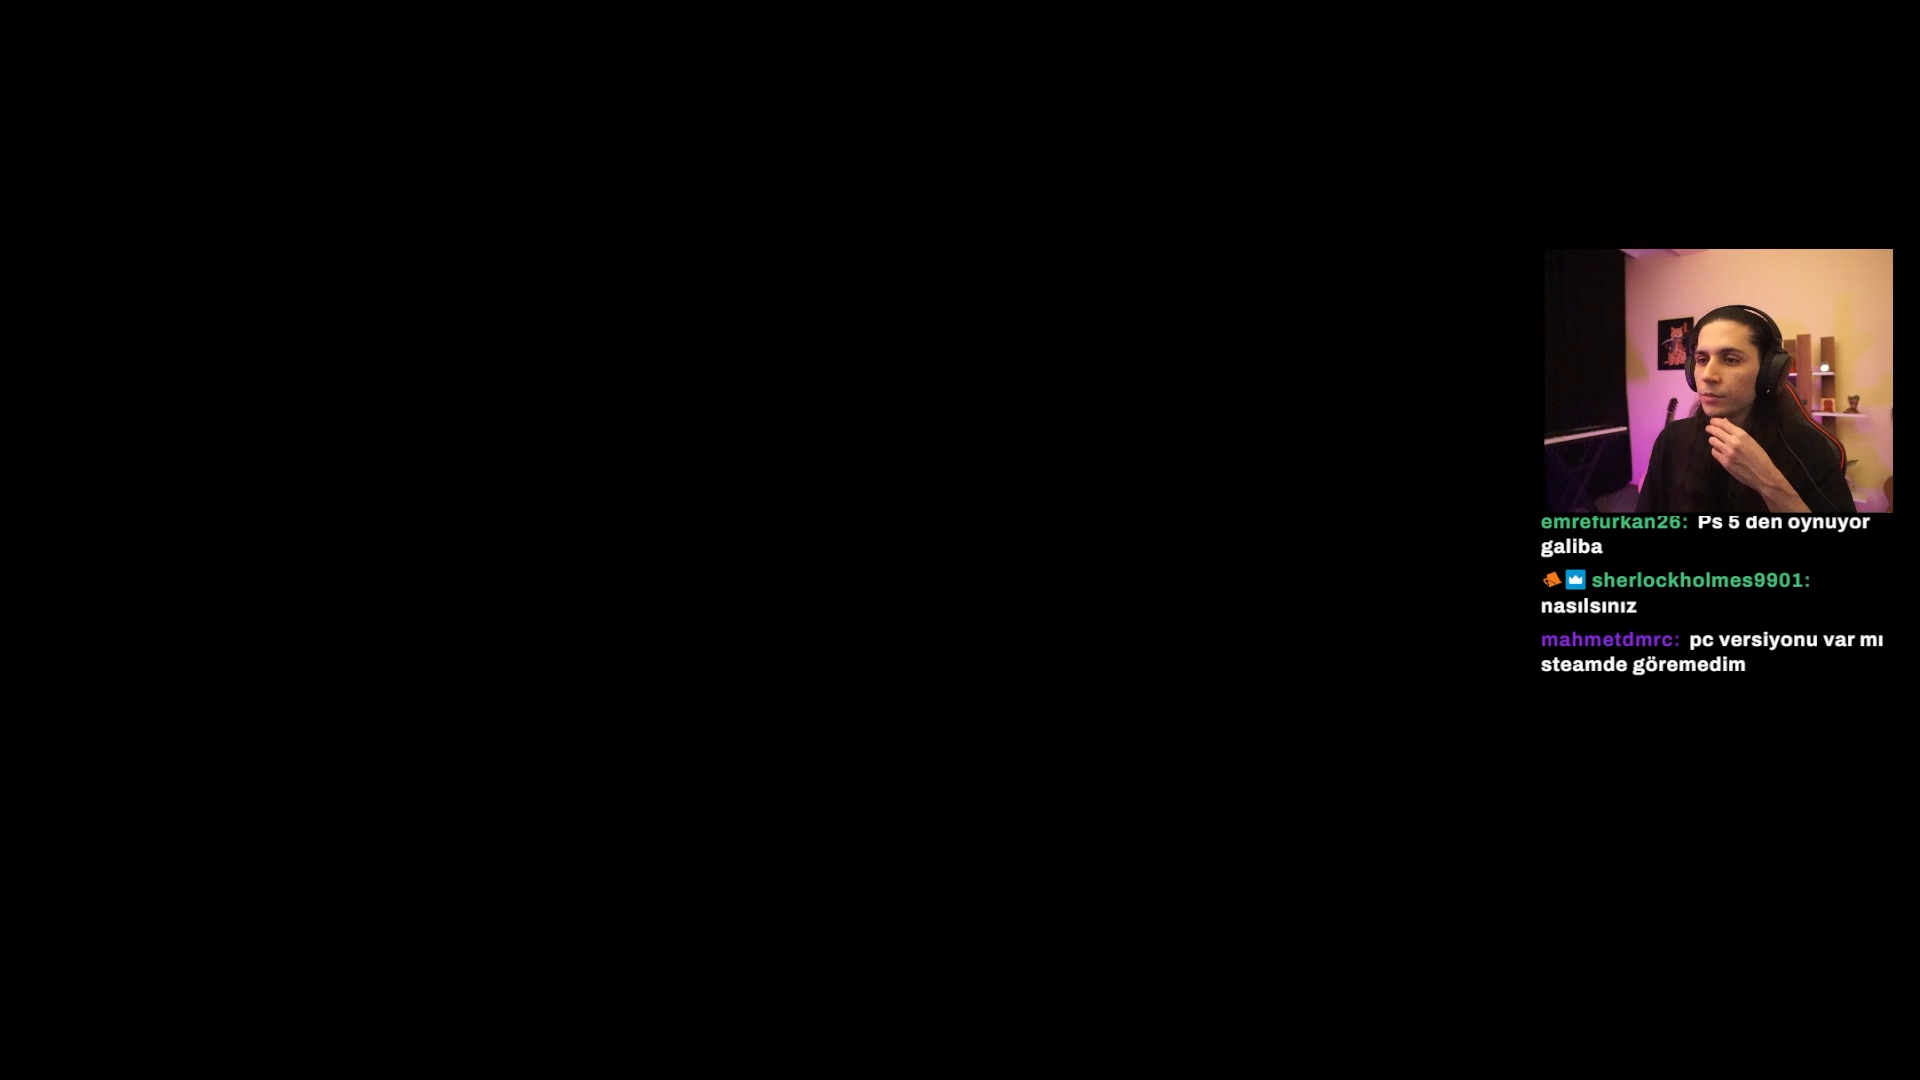 emrefurkan26: Ps 5 den oynuyor
galiba
sherlockholmes9901:
nasılsınız
mahmetdmrc: pc versiyonu var mı
steamde göremedim